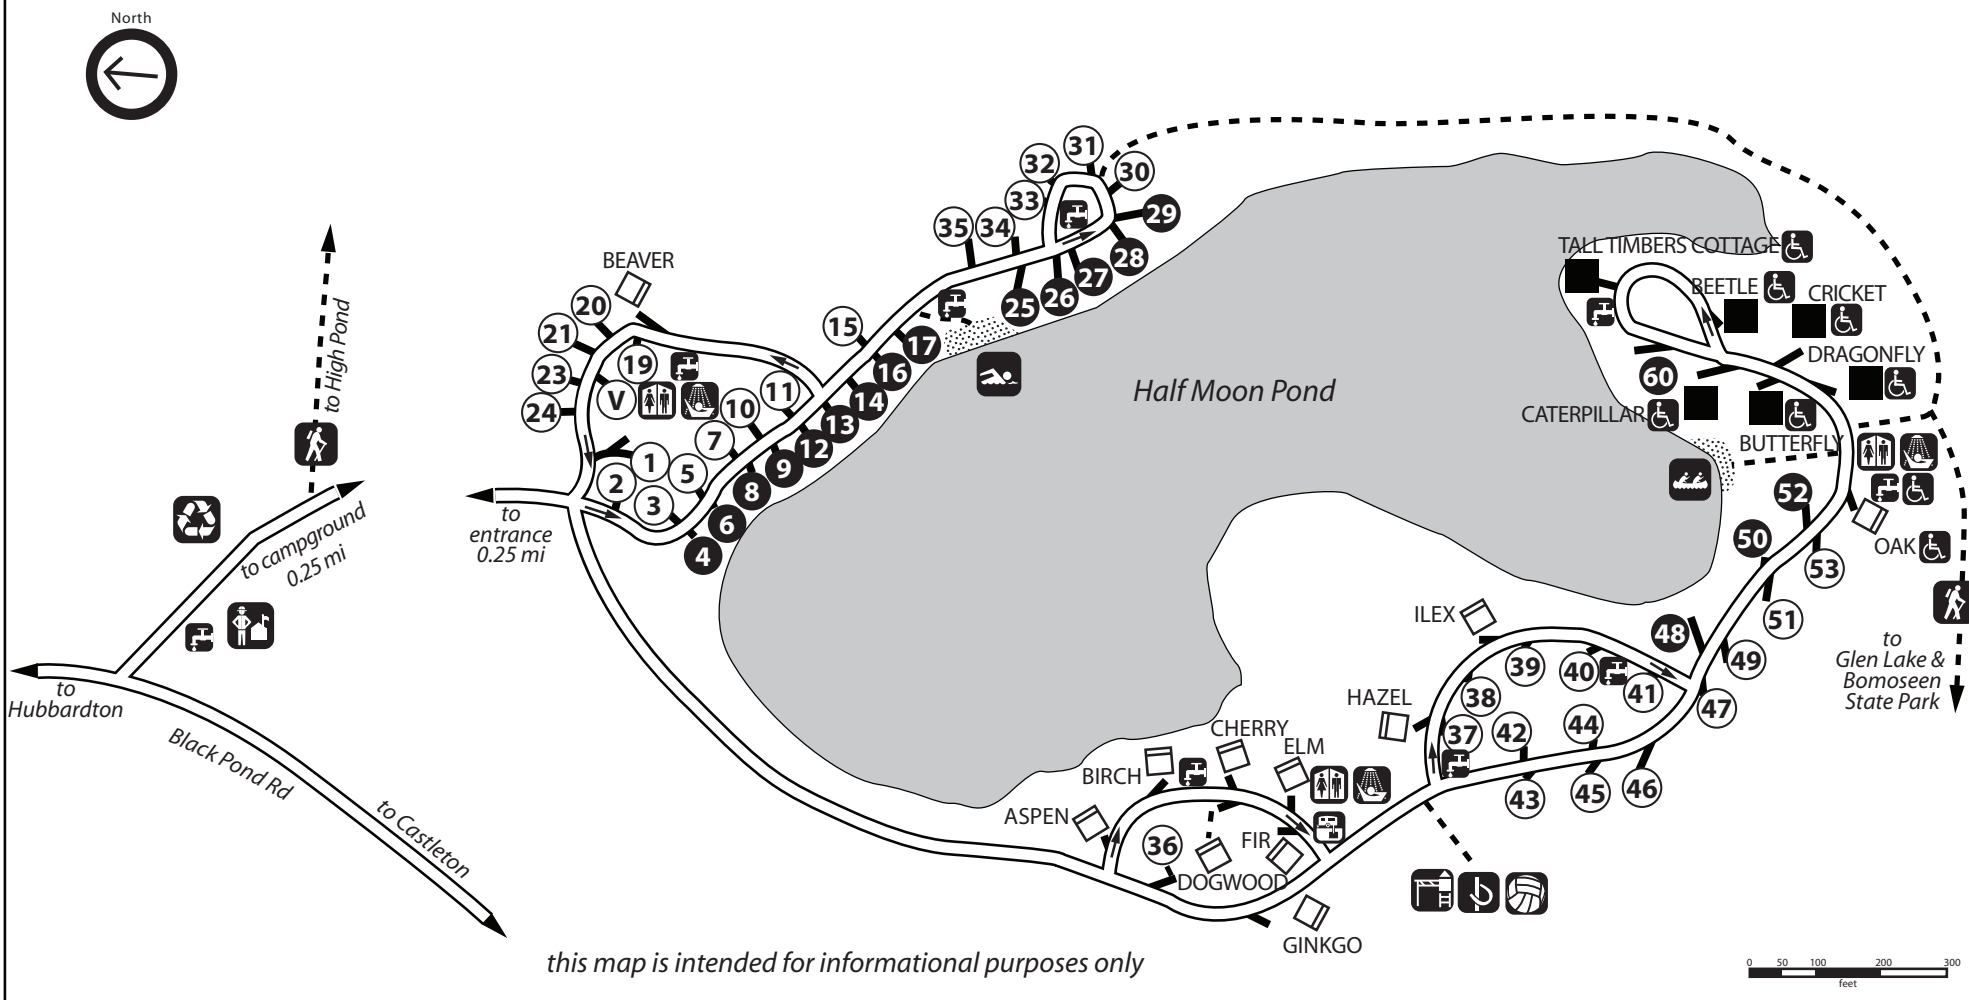 North
to High Pond
to campground
0.25 mi
to
Hubbardton
Black Pond Rd
to Castleton
to
entrance
0.25 mi
BEAVER
20
21
19
23
V
24
1
2
3
5
7
10
11
4
6
8
9
12
13
14
15
16
17
35
34
33
32
31
30
29
28
27
26
25
Half Moon Pond
TALL TIMBERS COTTAGE
BEETLE
CRICKET
DRAGONFLY
60
CATERPILLAR
BUTTERFLY
52
OAK
50
53
51
48
49
47
to
Glen Lake &
Bomoseen
State Park
ILEX
39
40
41
38
HAZEL
37
42
44
43
45
46
CHERRY
ELM
BIRCH
ASPEN
36
FIR
DOGWOOD
GINKGO
this map is intended for informational purposes only
0 50 100 200 300
feet